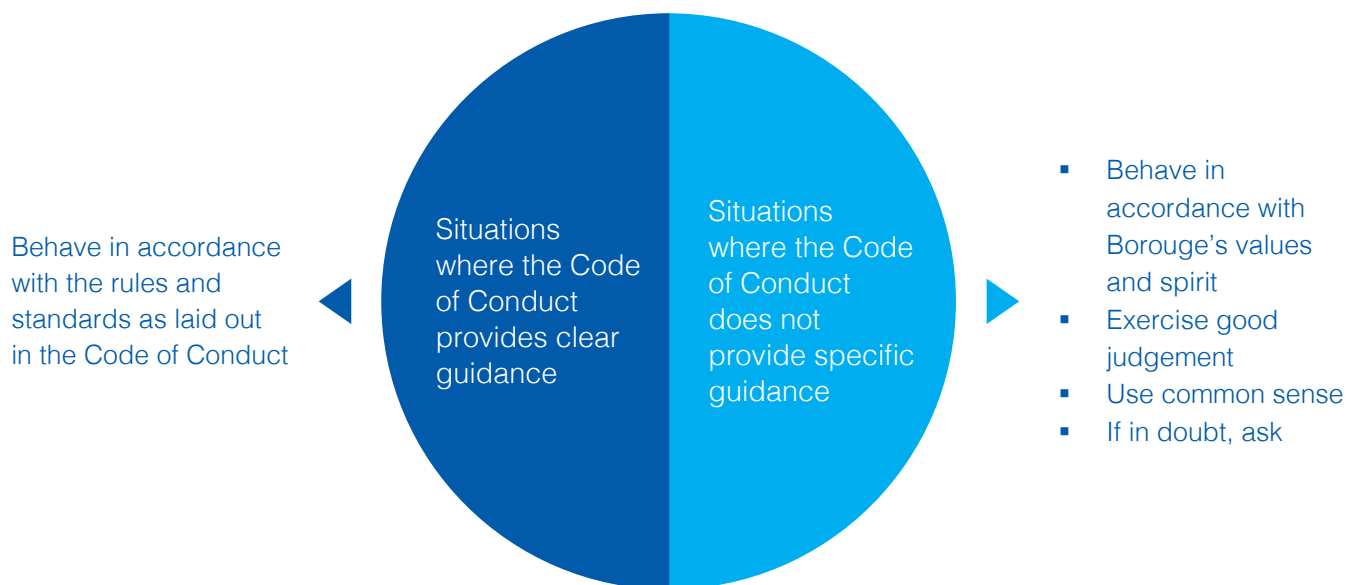 Behave in accordance
with the rules and
standards as laid out
in the Code of Conduct
Situations
where the Code
of Conduct
provides clear
guidance
Situations
where the Code
of Conduct
does not
provide specific
guidance
▪ Behave in
accordance with
Borouge’s values
and spirit
▪ Exercise good
judgement
▪ Use common sense
▪ If in doubt, ask